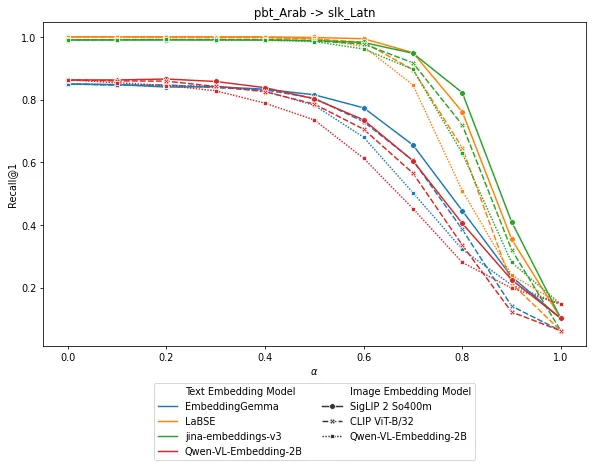 pbt_Arab -> slk_Latn
Recall@1
1.0
0.8
0.6
0.4
0.2
0.0 0.2 0.4 0.6 0.8 1.0
α
Text Embedding Model
EmbeddingGemma
LaBSE
jina-embeddings-v3
Qwen-VL-Embedding-2B
Image Embedding Model
SigLIP 2 So400m
CLIP ViT-B/32
Qwen-VL-Embedding-2B